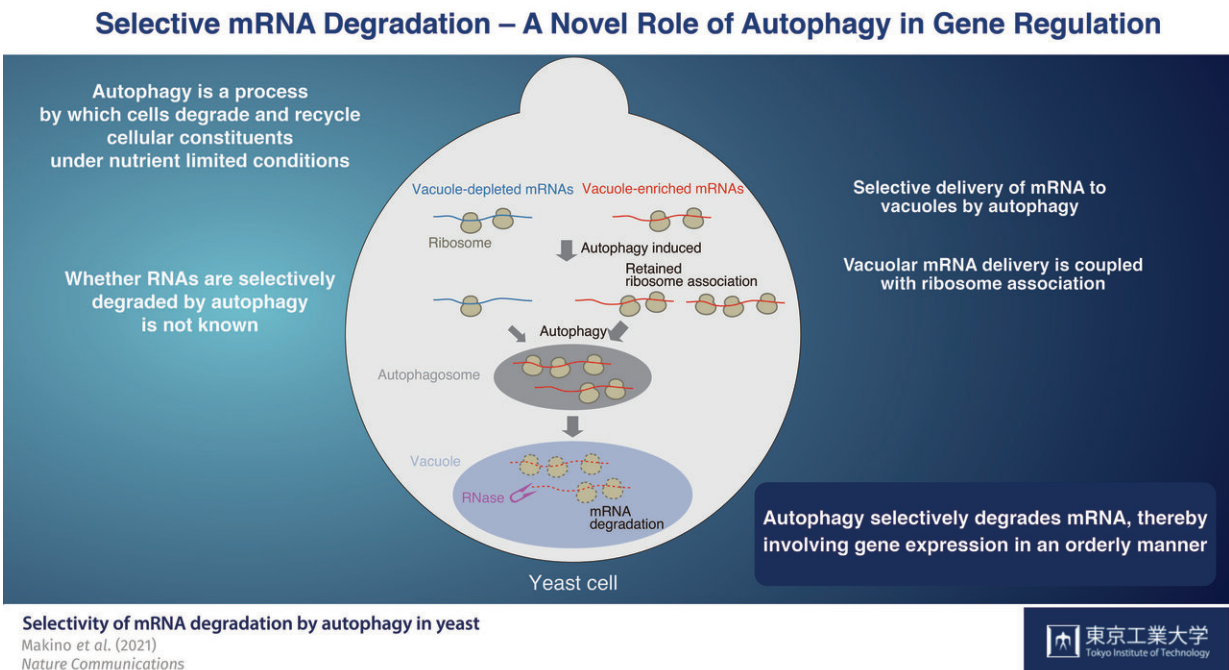 Selective mRNA Degradation – A Novel Role of Autophagy in Gene Regulation
Autophagy is a process
by which cells degrade and recycle
cellular constituents
under nutrient limited conditions
Whether RNAs are selectively
degraded by autophagy
is not known
Vacuole-depleted mRNAs
Vacuole-enriched mRNAs
Ribosome
Autophagy induced
Retained
ribosome association
Autophagy
Autophagosome
Vacuole
RNase
mRNA
degradation
Yeast cell
Selective delivery of mRNA to
vacuoles by autophagy
Vacuolar mRNA delivery is coupled
with ribosome association
Autophagy selectively degrades mRNA, thereby
involving gene expression in an orderly manner
Selectivity of mRNA degradation by autophagy in yeast
Makino et al. (2021)
Nature Communications
東京工業大学
Tokyo Institute of Technology